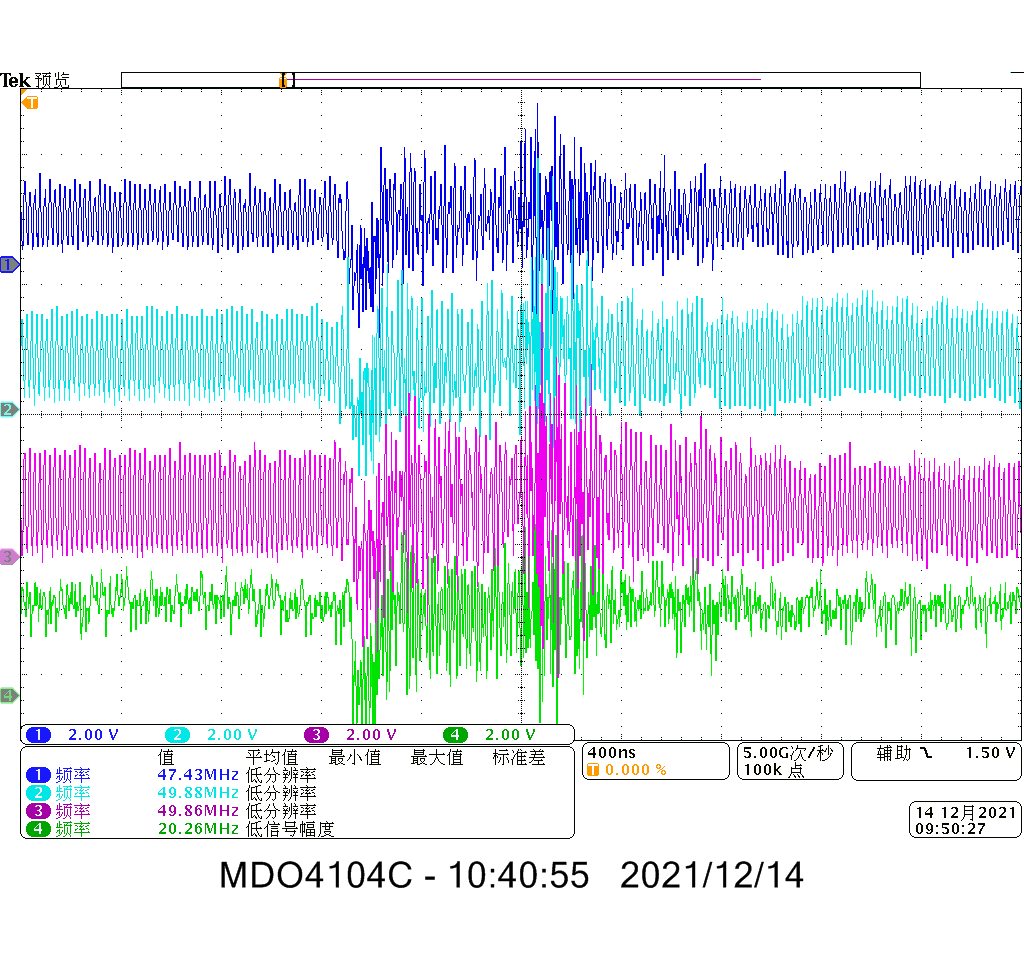 Tek 预览
T
1
2
3
4
1 2.00 V 2 2.00 V 3 2.00 V 4 2.00 V
值 平均值 最小值 最大值 标准差
1 频率 47.43MHz 低分辨率
2 频率 49.88MHz 低分辨率
3 频率 49.86MHz 低分辨率
4 频率 20.26MHz 低信号幅度
400ns
T 0.000 %
5.00G次/秒
100k 点
辅助 1.50 V
14 12月2021
09:50:27
MDO4104C - 10:40:55 2021/12/14